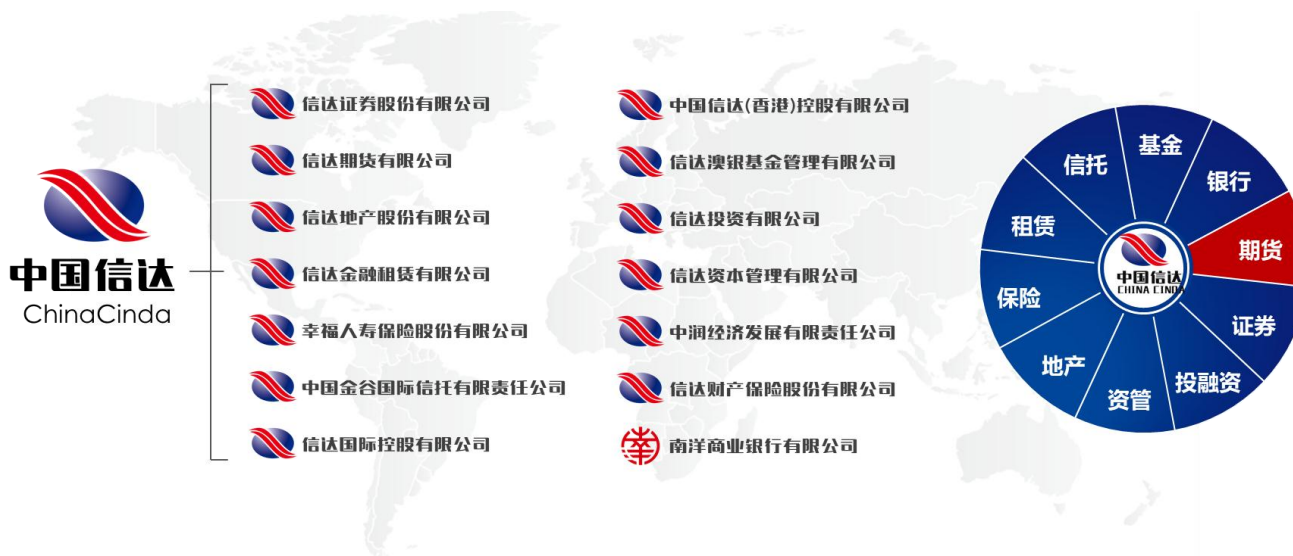 中国信达
ChinaCinda
信达证券股份有限公司
信达期货有限公司
信达地产股份有限公司
信达金融租赁有限公司
幸福人寿保险股份有限公司
中国金谷国际信托有限责任公司
信达国际控股有限公司
中国信达(香港)控股有限公司
信达澳银基金管理有限公司
信达投资有限公司
信达资本管理有限公司
中润经济发展有限责任公司
信达财产保险股份有限公司
南洋商业银行有限公司
基金
银行
期货
证券
投融资
资管
地产
保险
租赁
信托
中国信达
CHINA CINDA